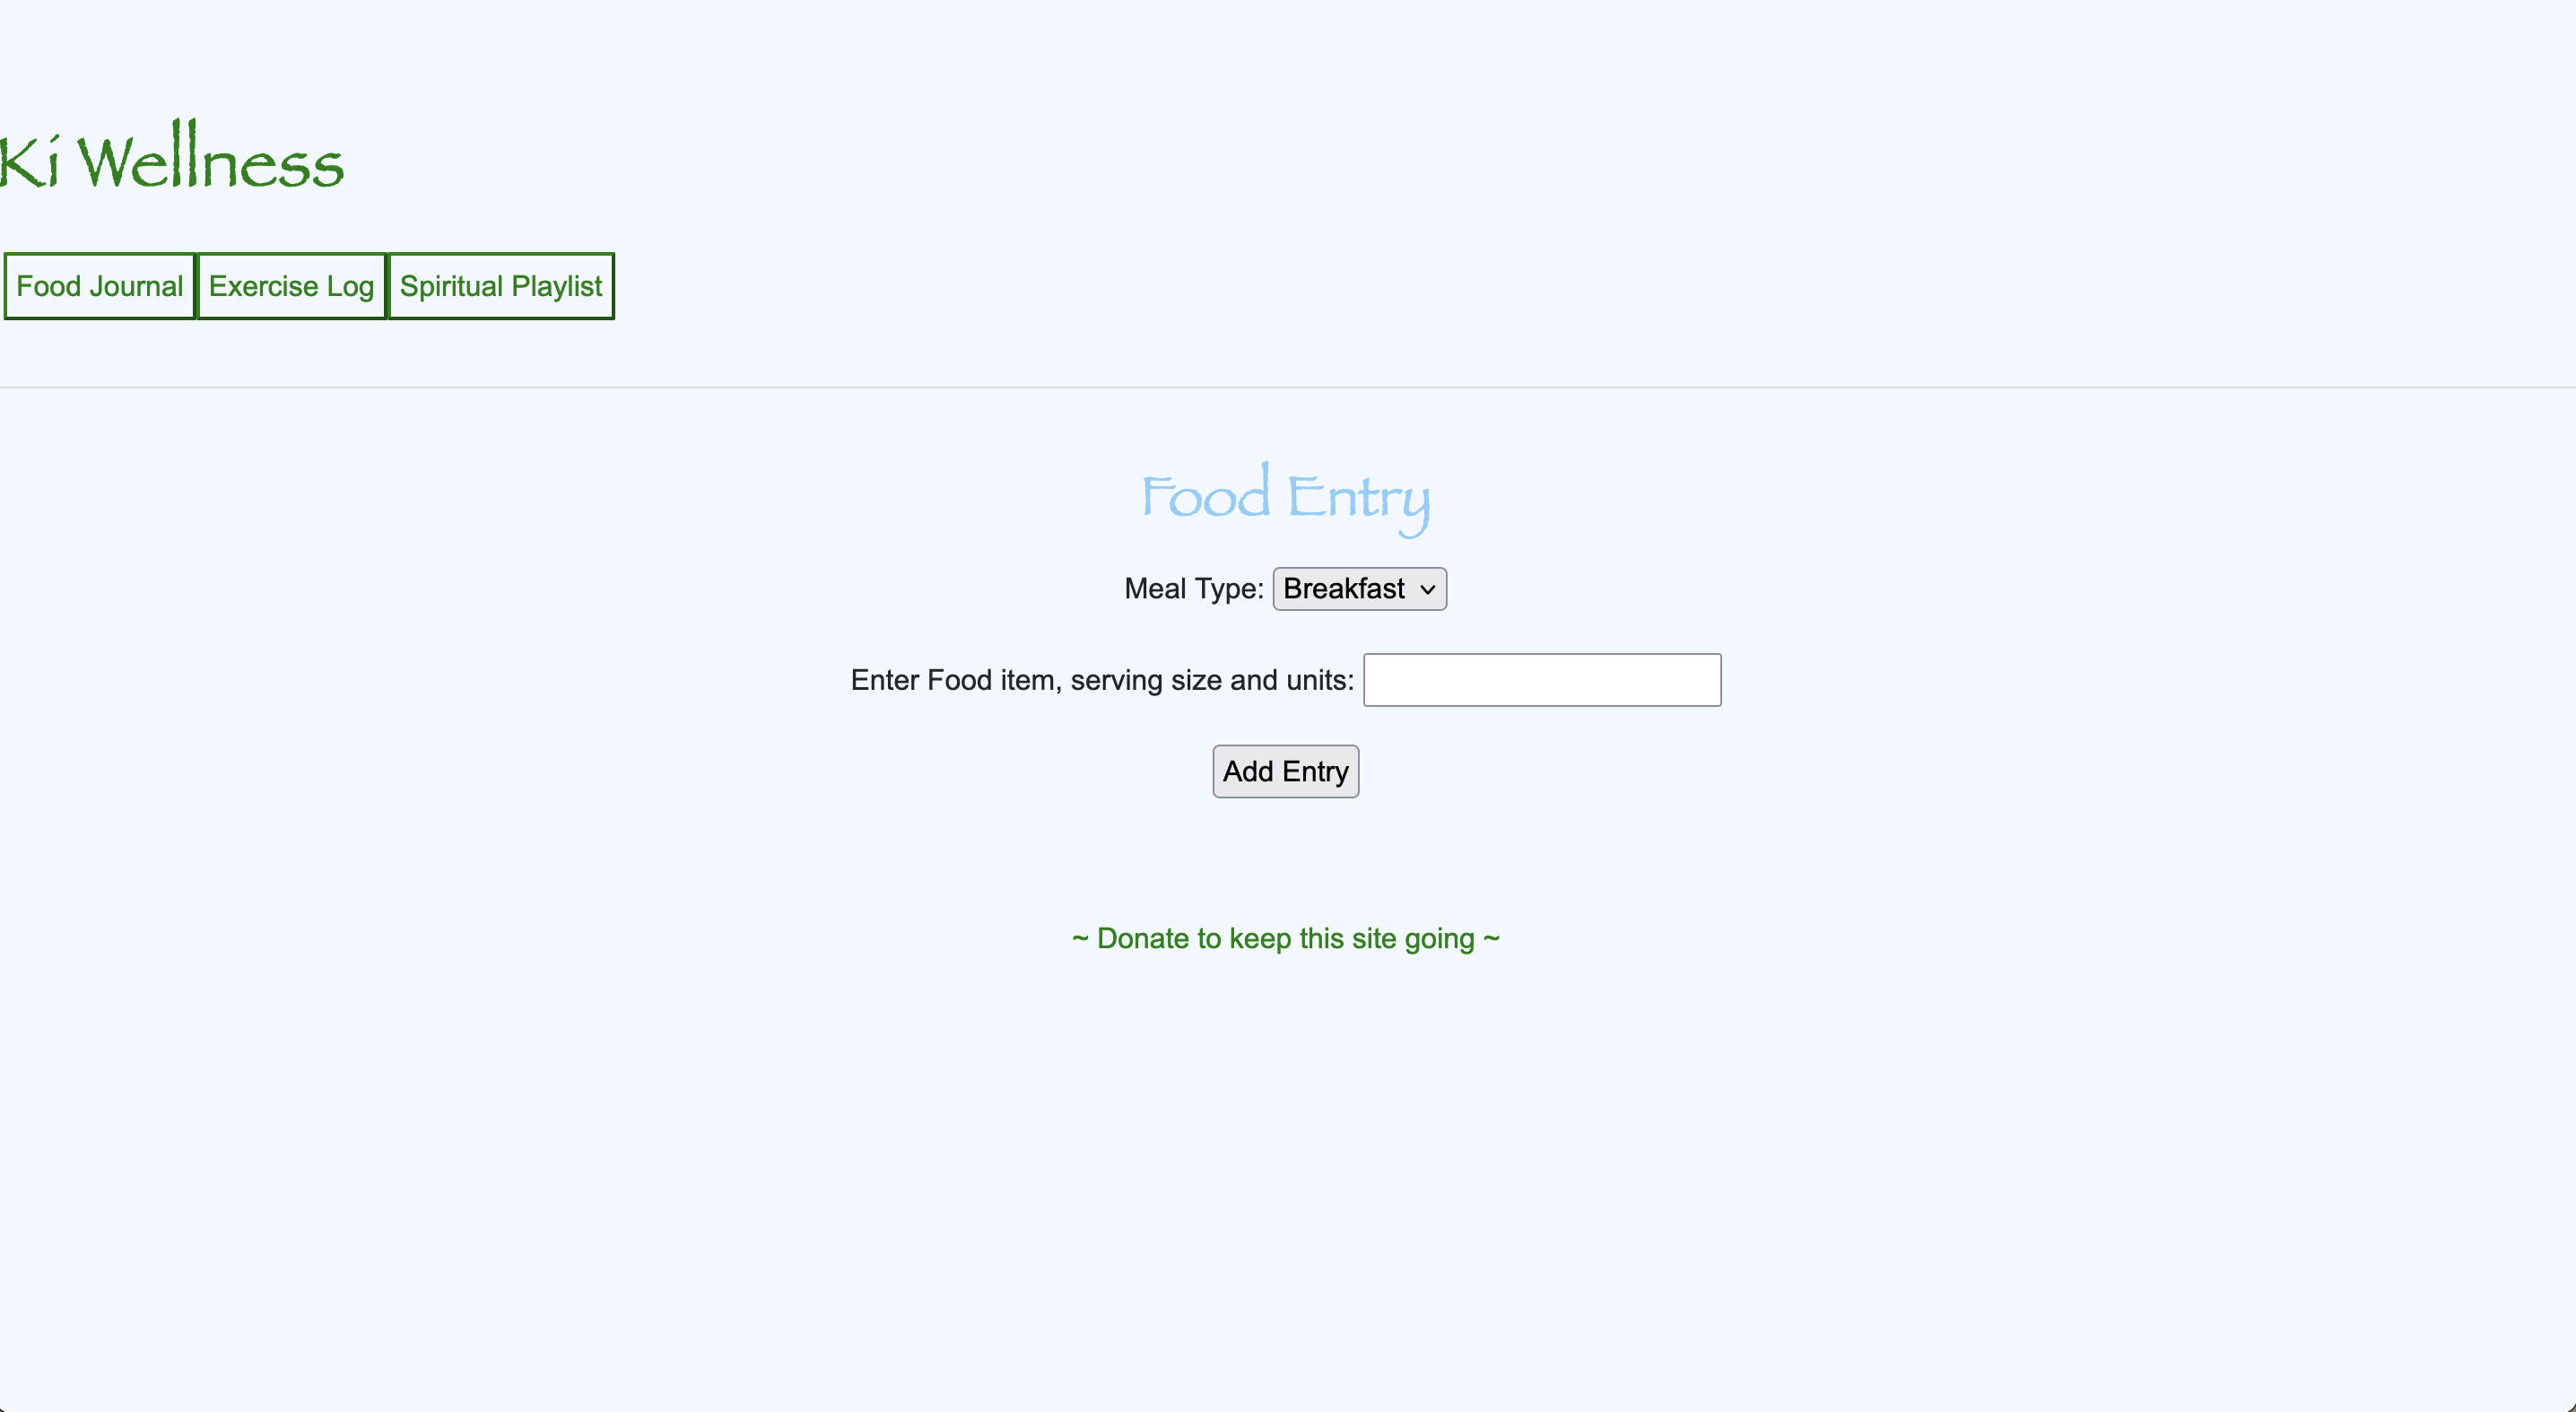 Ki Wellness
Food Journal Exercise Log Spiritual Playlist
Food Entry
Meal Type: Breakfast
Enter Food item, serving size and units:
Add Entry
~ Donate to keep this site going ~